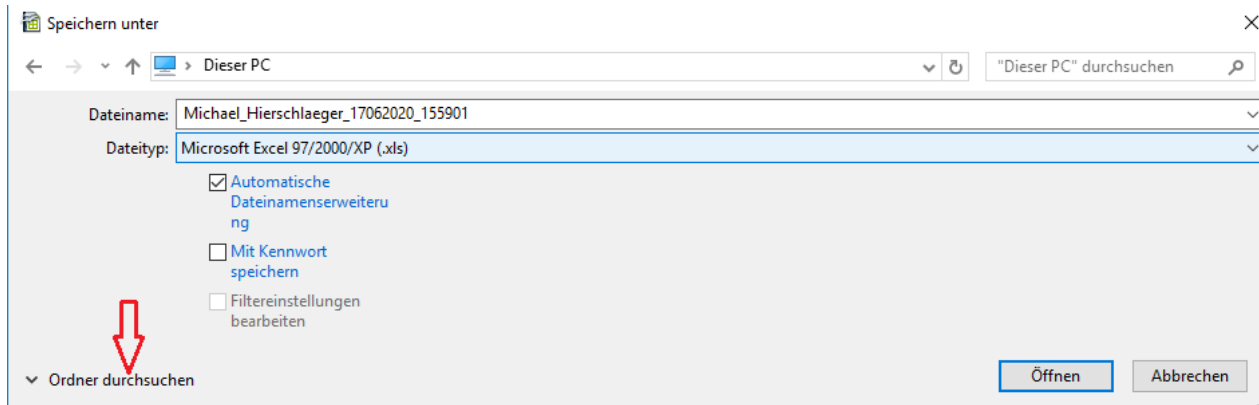 Speichern unter
Dieser PC
"Dieser PC" durchsuchen
Dateiname: Michael_Hierschlaeger_17062020_155901
Dateityp: Microsoft Excel 97/2000/XP (.xls)
Automatische
Dateinamenserweiteru
ng
Mit Kennwort
speichern
Filtereinstellungen
bearbeiten
Ordner durchsuchen
Öffnen
Abbrechen